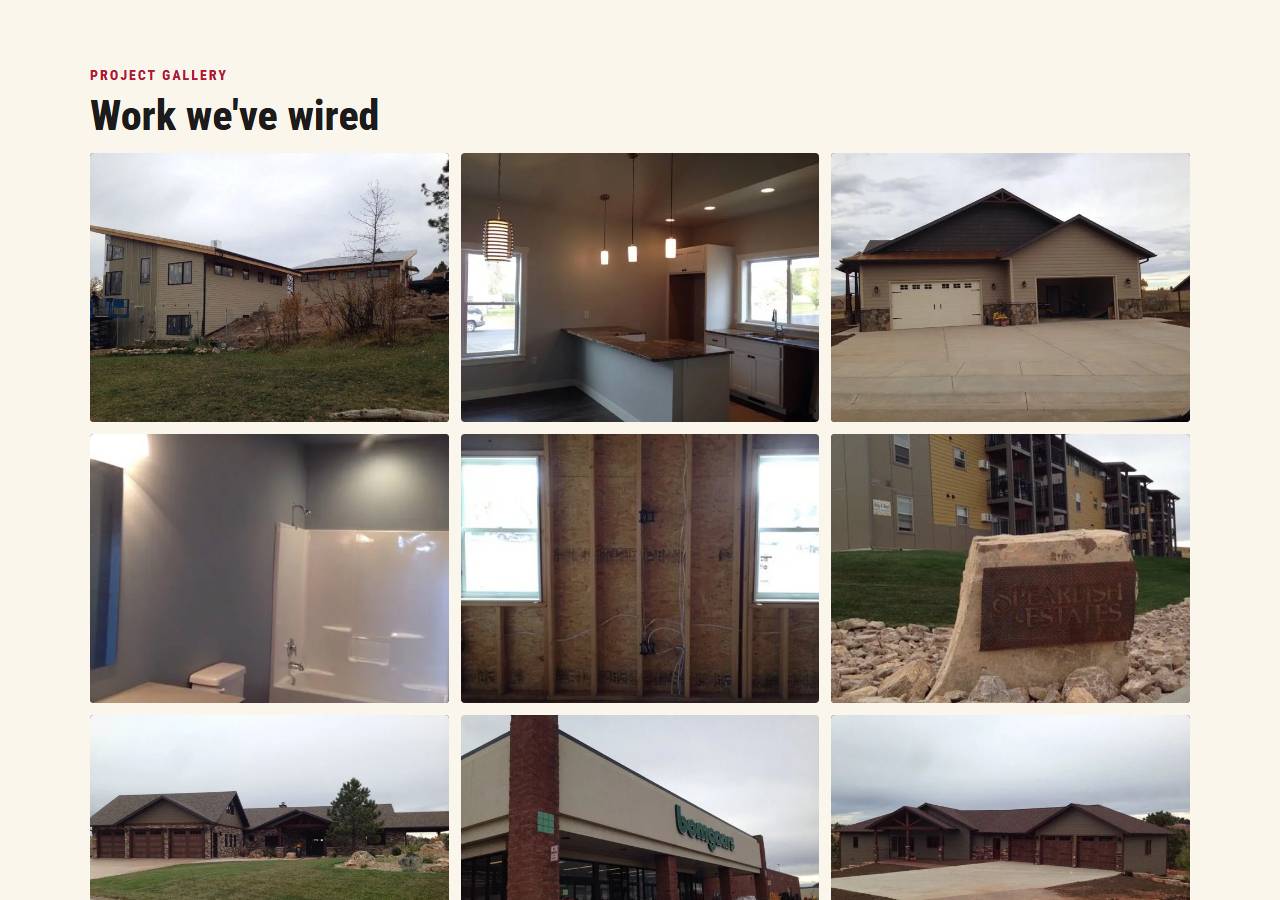 PROJECT GALLERY
Work we've wired
SPEARFISH
ESTATES
bomgaars